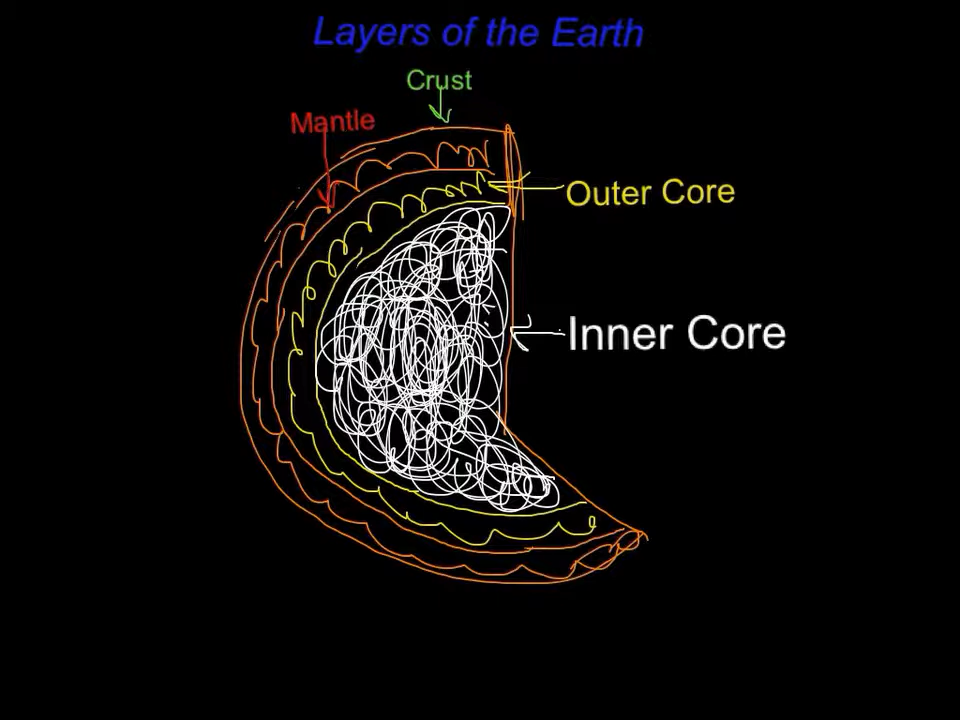 Layers of the Earth
Crust
Mantle
Outer Core
Inner Core